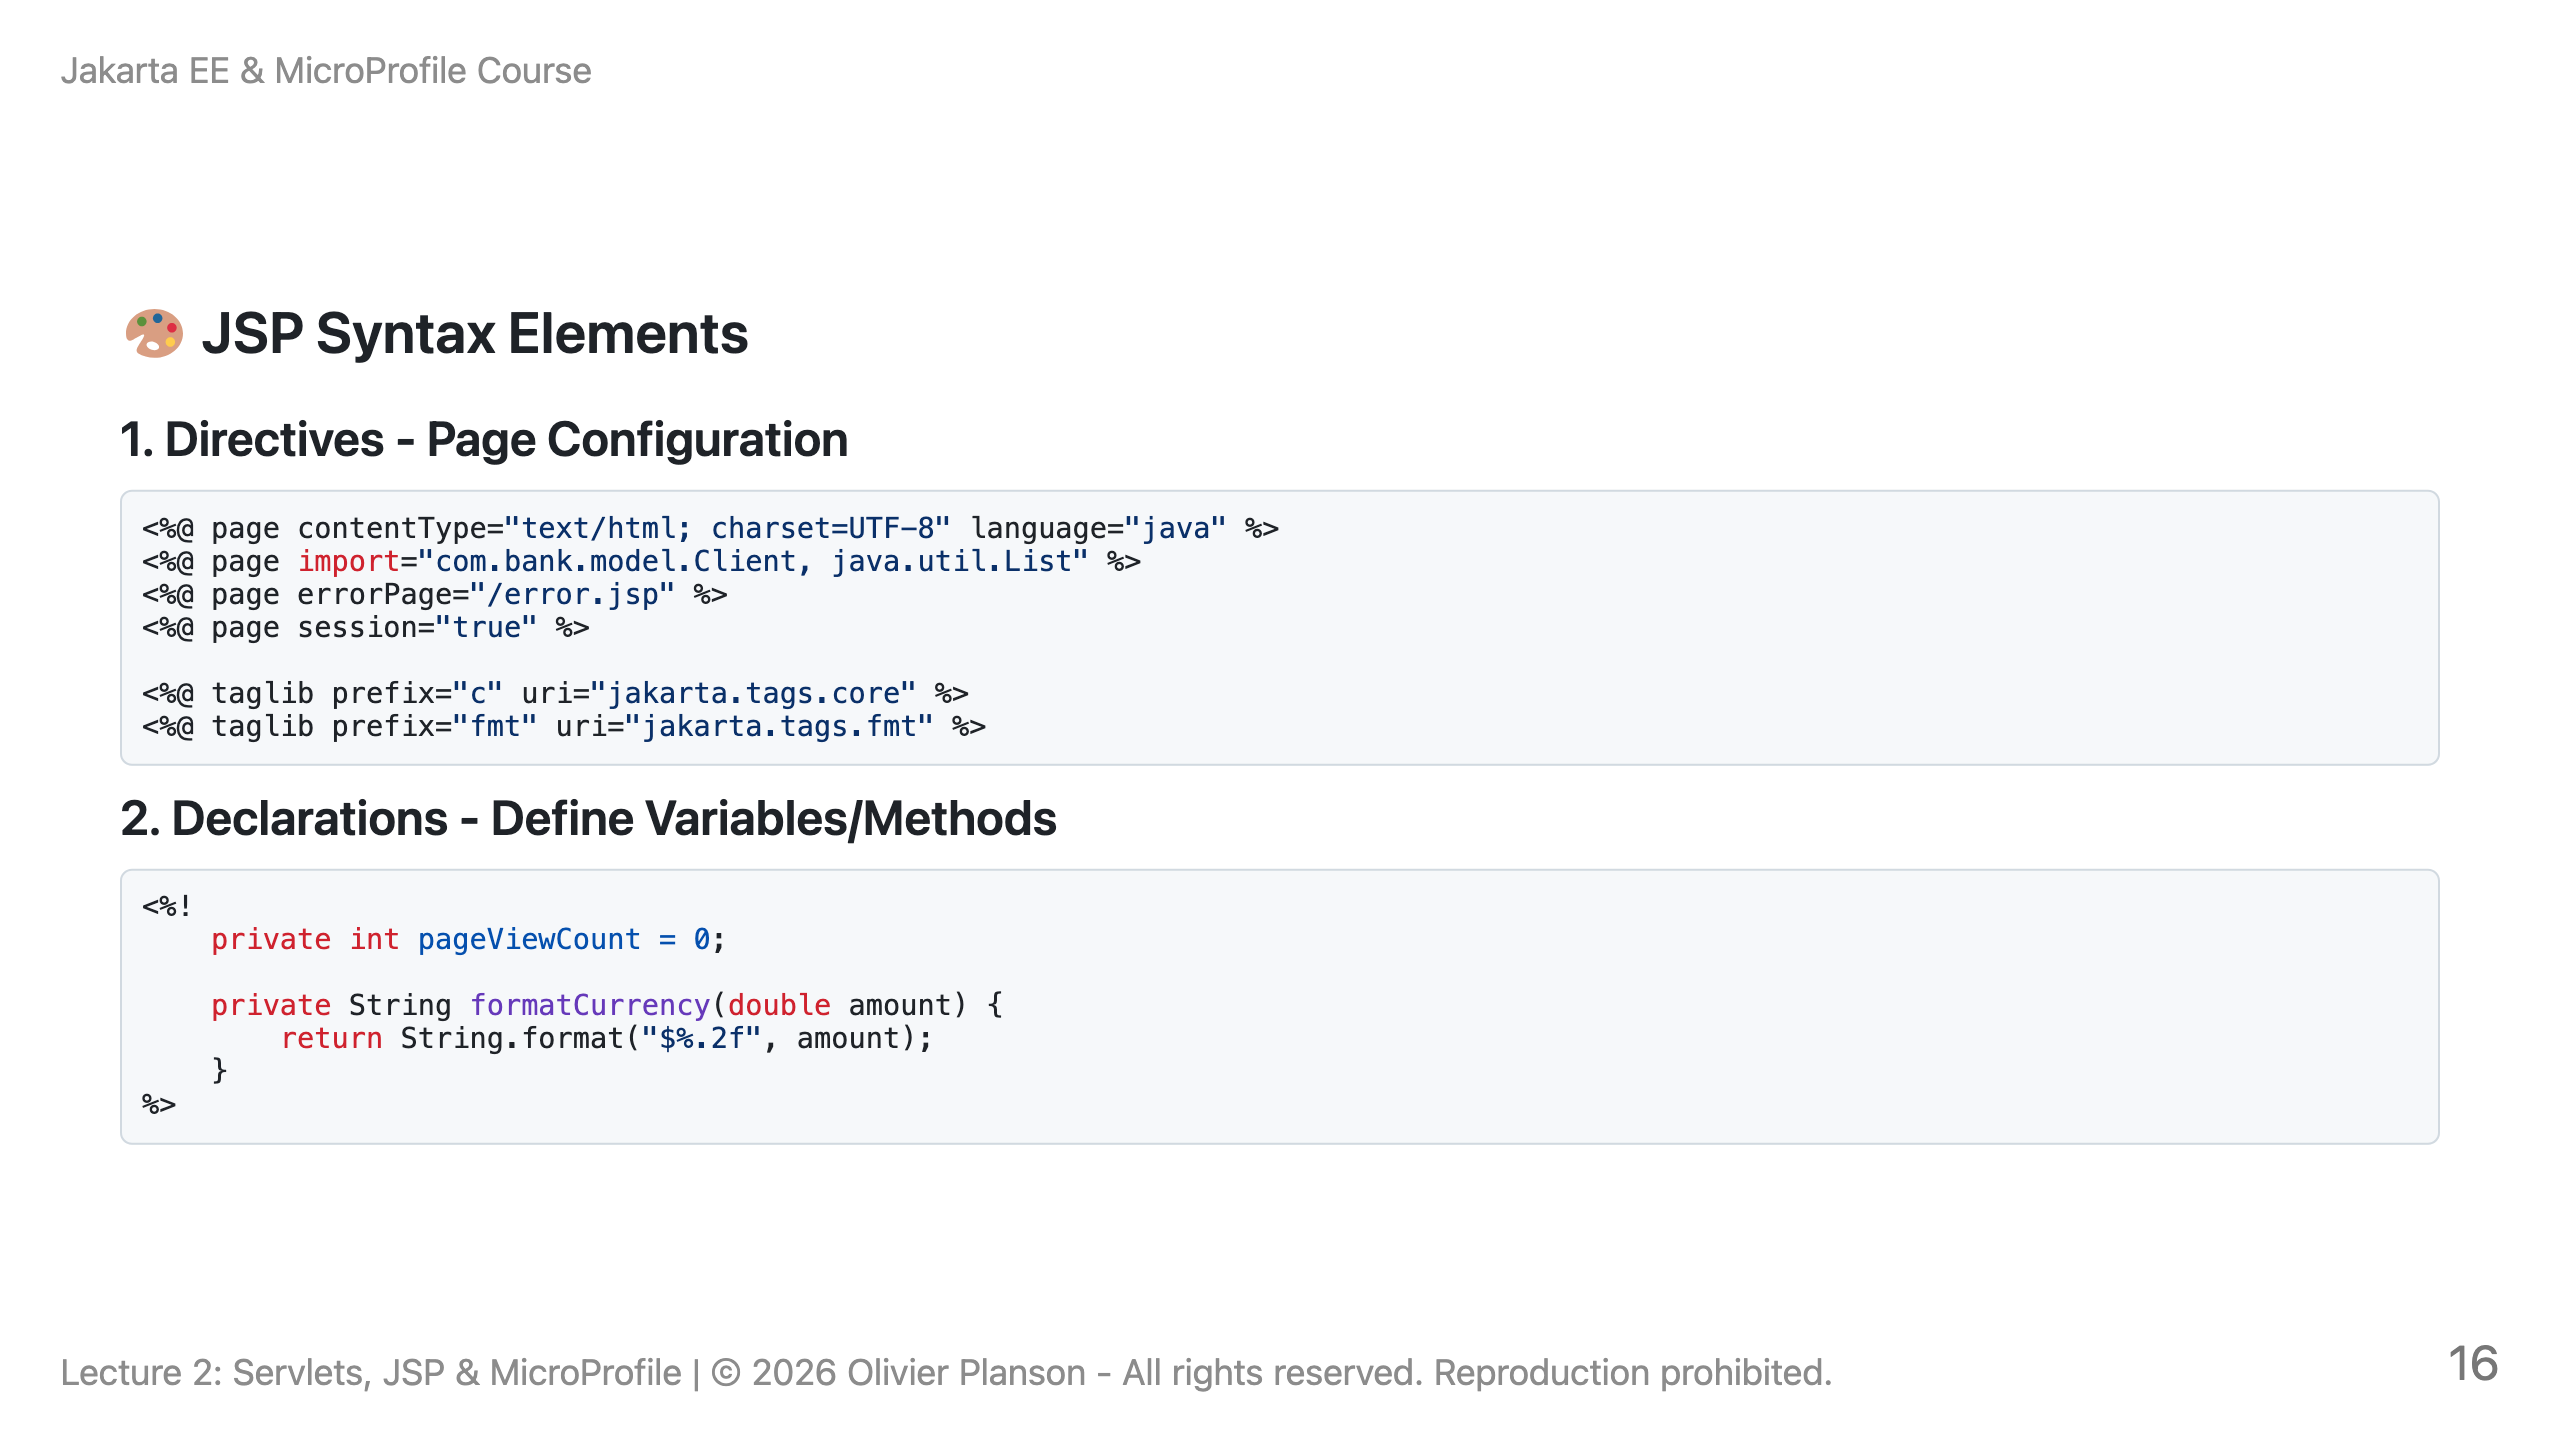 Jakarta EE & MicroProfile Course
🎨 JSP Syntax Elements
1. Directives - Page Configuration
<%@ page contentType="text/html; charset=UTF-8" language="java" %>
<%@ page import="com.bank.model.Client, java.util.List" %>
<%@ page errorPage="/error.jsp" %>
<%@ page session="true" %>
<%@ taglib prefix="c" uri="jakarta.tags.core" %>
<%@ taglib prefix="fmt" uri="jakarta.tags.fmt" %>
2. Declarations - Define Variables/Methods
<%!
    private int pageViewCount = 0;
    private String formatCurrency(double amount) {
        return String.format("$%.2f", amount);
    }
%>
Lecture 2: Servlets, JSP & MicroProfile | © 2026 Olivier Planson - All rights reserved. Reproduction prohibited.
16